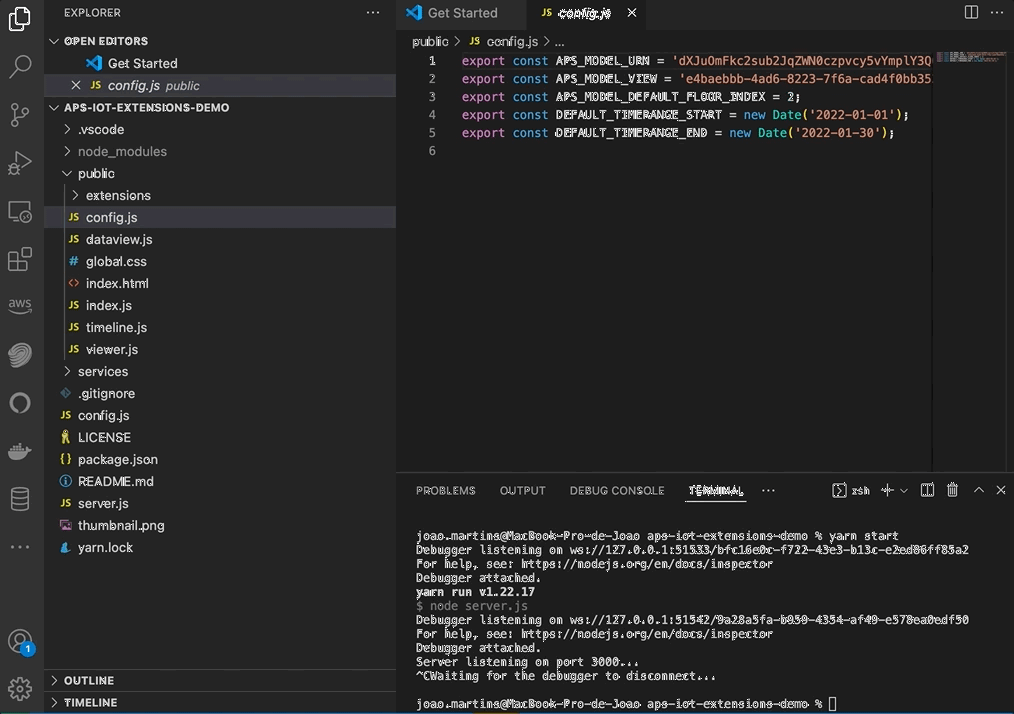 EXPLORER
OPEN EDITORS
Get Started
JS config.js public
APS-IOT-EXTENSIONS-DEMO
.vscode
node_modules
public
extensions
JS config.js
JS dataview.js
# global.css
<> index.html
JS index.js
JS timeline.js
JS viewer.js
services
.gitignore
JS config.js
LICENSE
{} package.json
README.md
JS server.js
thumbnail.png
yarn.lock
OUTLINE
TIMELINE
aws
1
Get Started
JS config.js
public > JS config.js > ...
1 export const APS_MODEL_URN = 'dXJuOmFkc2sub2JqZWN0czpvcy5vYmplY3Q
2 export const APS_MODEL_VIEW = 'e4baebbb-4ad6-8223-7f6a-cad4f0bb35
3 export const APS_MODEL_DEFAULT_FLOOR_INDEX = 2;
4 export const DEFAULT_TIMERANGE_START = new Date('2022-01-01');
5 export const DEFAULT_TIMERANGE_END = new Date('2022-01-30');
6
PROBLEMS OUTPUT DEBUG CONSOLE TERMINAL ... zsh
joao.martins@MacBook-Pro-de-Joao aps-iot-extensions-demo % yarn start
Debugger listening on ws://127.0.0.1:51533/bfc16e0c-f722-43e3-b13c-e2ed86ff85a2
For help, see: https://nodejs.org/en/docs/inspector
Debugger attached.
yarn run v1.22.17
$ node server.js
Debugger listening on ws://127.0.0.1:51542/9a28a5fa-b959-4354-af49-e578ea0edf50
For help, see: https://nodejs.org/en/docs/inspector
Debugger attached.
Server listening on port 3000...
^CWaiting for the debugger to disconnect...
joao.martins@MacBook-Pro-de-Joao aps-iot-extensions-demo %